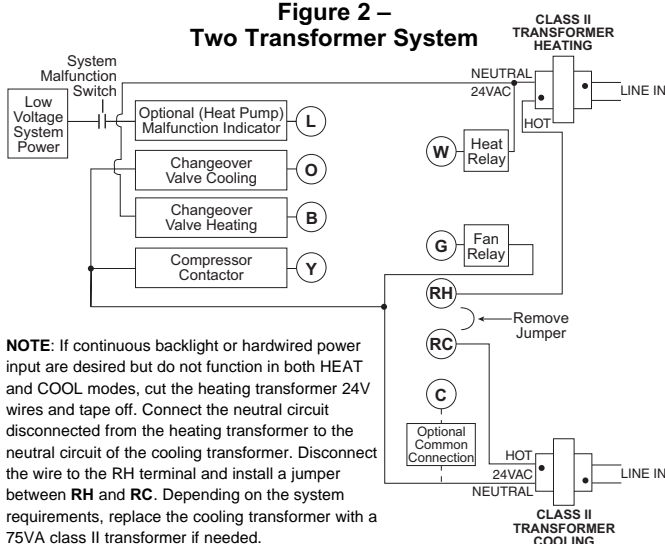 Figure 2 –
Two Transformer System
CLASS II
TRANSFORMER
HEATING
System
Malfunction
Switch
NEUTRAL
24VAC
LINE IN
HOT
Low
Voltage
System
Power
Optional (Heat Pump)
Malfunction Indicator
L
Changeover
Valve Cooling
O
W
Heat
Relay
Changeover
Valve Heating
B
G
Fan
Relay
Compressor
Contactor
Y
RH
Remove
Jumper
RC
NOTE: If continuous backlight or hardwired power
input are desired but do not function in both HEAT
and COOL modes, cut the heating transformer 24V
wires and tape off. Connect the neutral circuit
disconnected from the heating transformer to the
neutral circuit of the cooling transformer. Disconnect
the wire to the RH terminal and install a jumper
between RH and RC. Depending on the system
requirements, replace the cooling transformer with a
75VA class II transformer if needed.
C
Optional
Common
Connection
HOT
24VAC
NEUTRAL
LINE IN
CLASS II
TRANSFORMER
COOLING